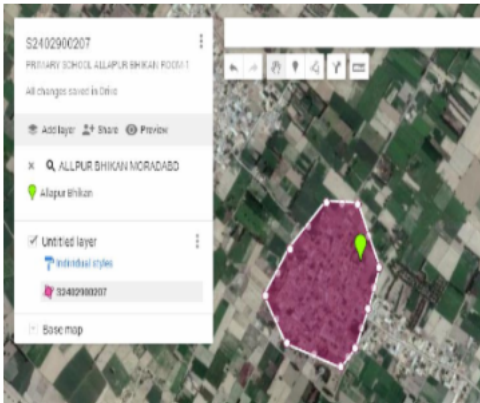 S2402900207
PRIMARY SCHOOL ALLAPUR BHIKAN ROOM-1
All changes saved in Drive
Add layer Share Preview
ALLPUR BHIKAN MORADABD
Allapur Bhikan
Untitled layer
Individual styles
S2402900207
Base map